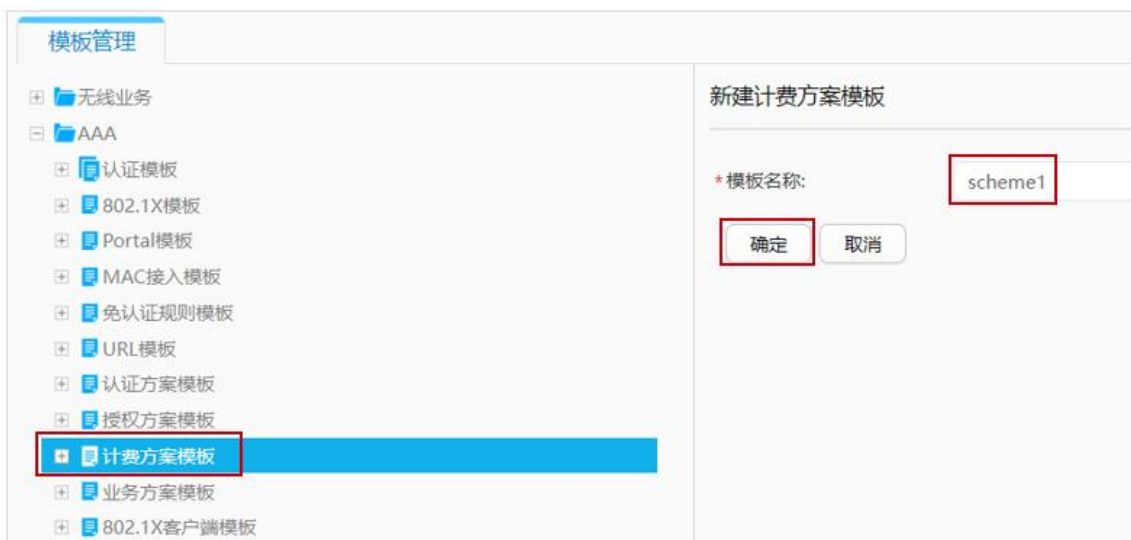 模板管理
无线业务
AAA
认证模板
802.1X模板
Portal模板
MAC接入模板
免认证规则模板
URL模板
认证方案模板
授权方案模板
计费方案模板
业务方案模板
802.1X客户端模板
新建计费方案模板
*模板名称: scheme1
确定 取消